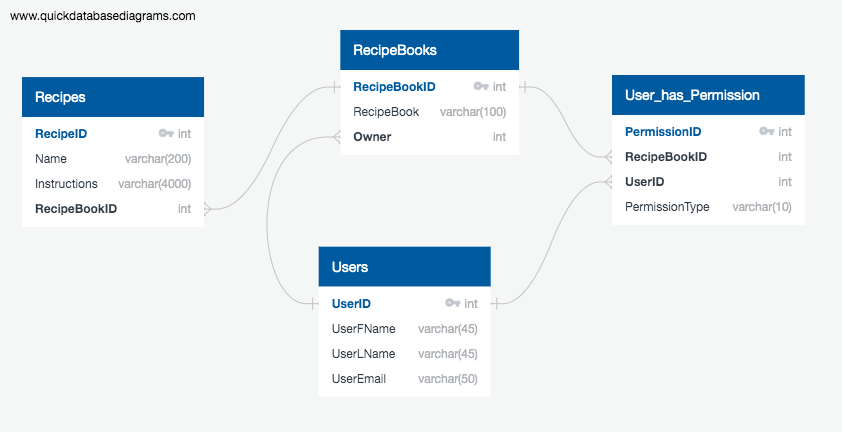 www.quickdatabasediagrams.com
Recipes
RecipeID int
Name varchar(200)
Instructions varchar(4000)
RecipeBookID int
RecipeBooks
RecipeBookID int
RecipeBook varchar(100)
Owner int
User_has_Permission
PermissionID int
RecipeBookID int
UserID int
PermissionType varchar(10)
Users
UserID int
UserFName varchar(45)
UserLName varchar(45)
UserEmail varchar(50)